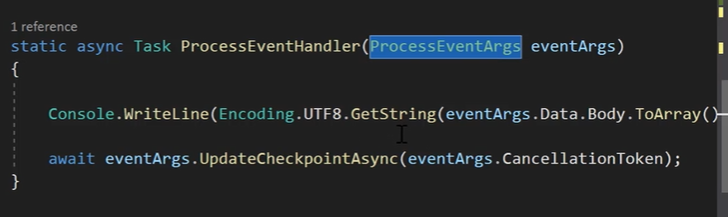 1 reference
static async Task ProcessEventHandler(ProcessEventArgs eventArgs)
{
Console.WriteLine(Encoding.UTF8.GetString(eventArgs.Data.Body.ToArray()
await eventArgs.UpdateCheckpointAsync(eventArgs.CancellationToken);
}